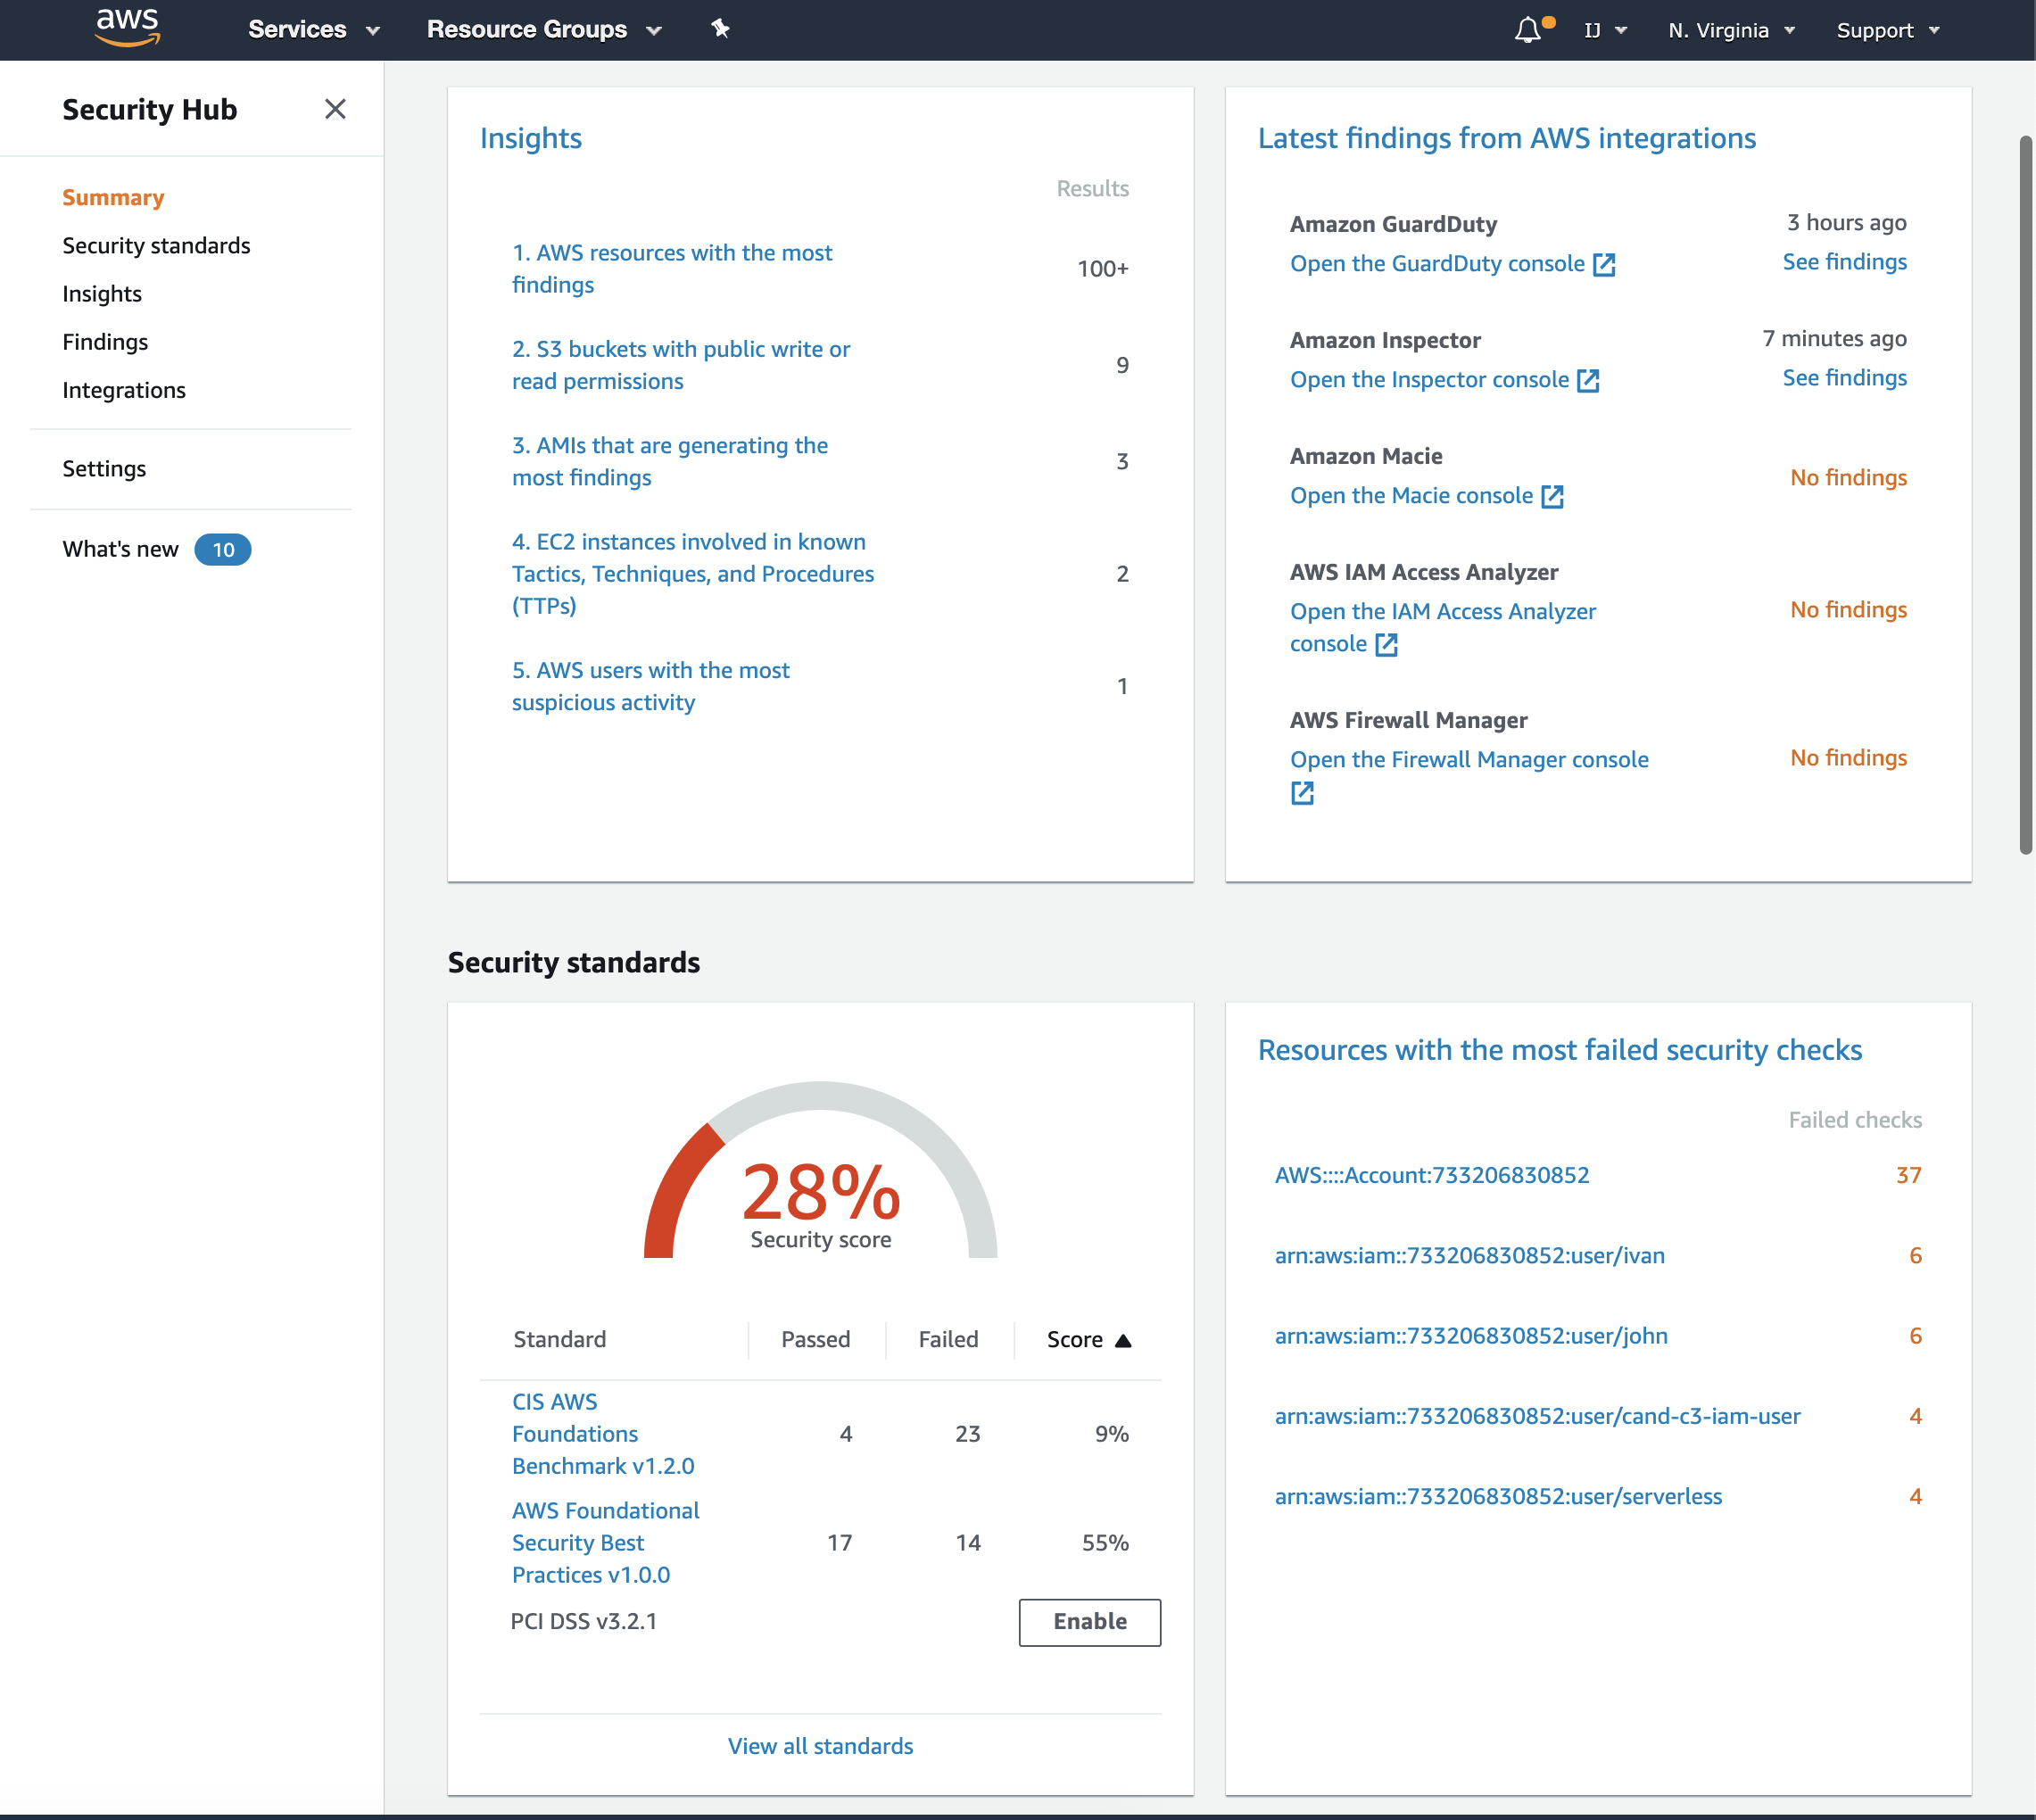 aws
Services
Resource Groups
IJ
N. Virginia
Support
Security Hub
Summary
Security standards
Insights
Findings
Integrations
Settings
What's new 10
Insights
Results
1. AWS resources with the most
findings
100+
2. S3 buckets with public write or
read permissions
9
3. AMIs that are generating the
most findings
3
4. EC2 instances involved in known
Tactics, Techniques, and Procedures
(TTPs)
2
5. AWS users with the most
suspicious activity
1
Latest findings from AWS integrations
Amazon GuardDuty
3 hours ago
Open the GuardDuty console
See findings
Amazon Inspector
7 minutes ago
Open the Inspector console
See findings
Amazon Macie
Open the Macie console
No findings
AWS IAM Access Analyzer
Open the IAM Access Analyzer
console
No findings
AWS Firewall Manager
Open the Firewall Manager console
No findings
Security standards
28%
Security score
Standard Passed Failed Score
CIS AWS
Foundations
Benchmark v1.2.0
4 23 9%
AWS Foundational
Security Best
Practices v1.0.0
17 14 55%
PCI DSS v3.2.1
Enable
View all standards
Resources with the most failed security checks
Failed checks
AWS::::Account:733206830852 37
arn:aws:iam::733206830852:user/ivan 6
arn:aws:iam::733206830852:user/john 6
arn:aws:iam::733206830852:user/cand-c3-iam-user 4
arn:aws:iam::733206830852:user/serverless 4